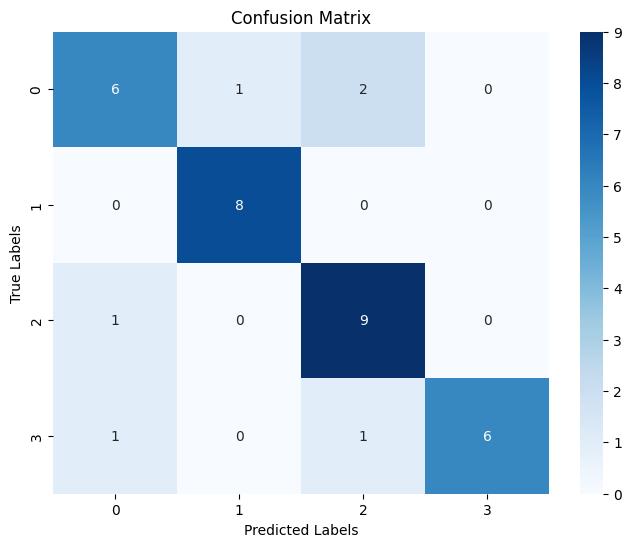 Confusion Matrix
True Labels
0 6 1 2 0
1 0 8 0 0
2 1 0 9 0
3 1 0 1 6
0 1 2 3
Predicted Labels
9
8
7
6
5
4
3
2
1
0